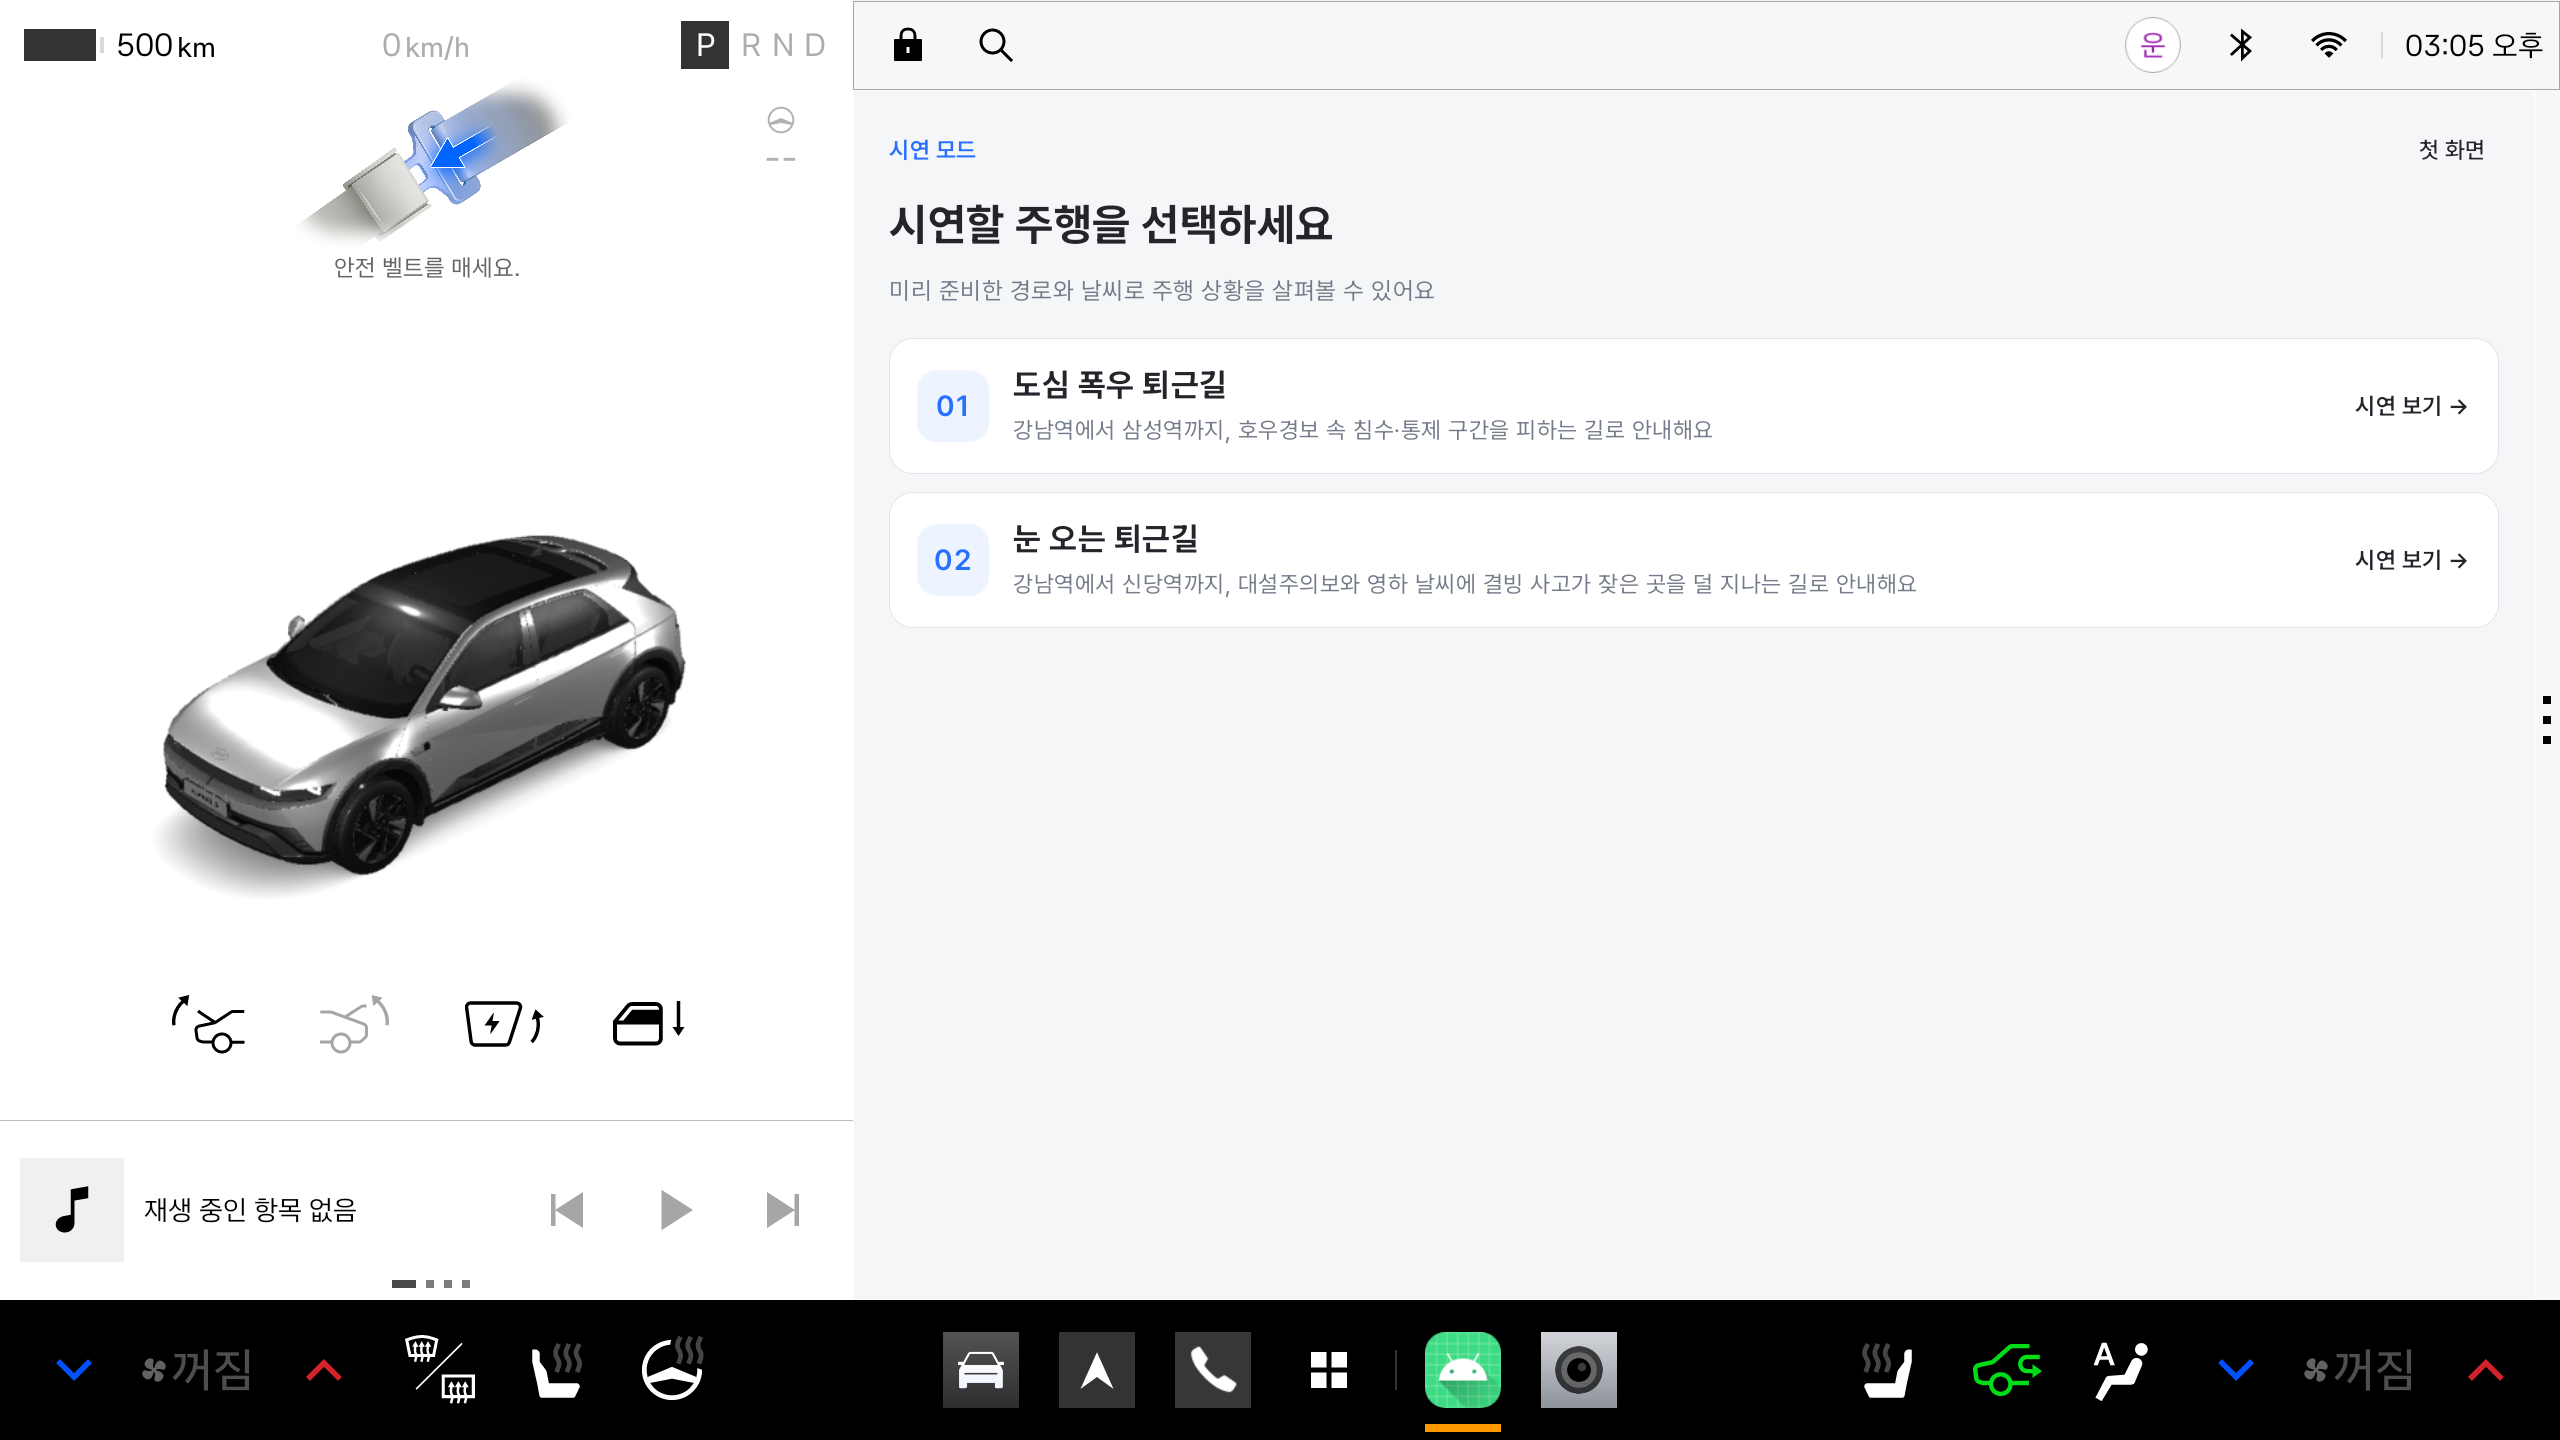 500 km
0 km/h
P R N D
운
03:05 오후
안전 벨트를 매세요.
시연 모드
첫 화면
시연할 주행을 선택하세요
미리 준비한 경로와 날씨로 주행 상황을 살펴볼 수 있어요
01
도심 폭우 퇴근길
강남역에서 삼성역까지, 호우경보 속 침수·통제 구간을 피하는 길로 안내해요
시연 보기 →
02
눈 오는 퇴근길
강남역에서 신당역까지, 대설주의보와 영하 날씨에 결빙 사고가 잦은 곳을 덜 지나는 길로 안내해요
시연 보기 →
재생 중인 항목 없음
꺼짐
A
꺼짐